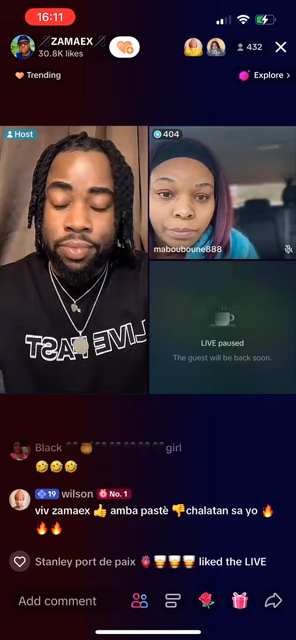 16:11
ZAMAEX
30.8K likes
432
Trending
Explore >
Host
404
mabouboune888
LIVE FAST
LIVE paused
The guest will be back soon.
Black girl
🤣🤣🤣
19 wilson No. 1
viv zamaex 👍 amba pastè 👎chalatan sa yo 🔥
🔥🔥
Stanley port de paix 🫀🥃🥃🥃 liked the LIVE
Add comment